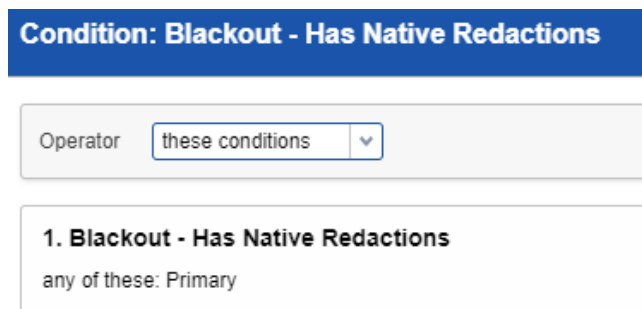 Condition: Blackout - Has Native Redactions
Operator these conditions
1. Blackout - Has Native Redactions
any of these: Primary